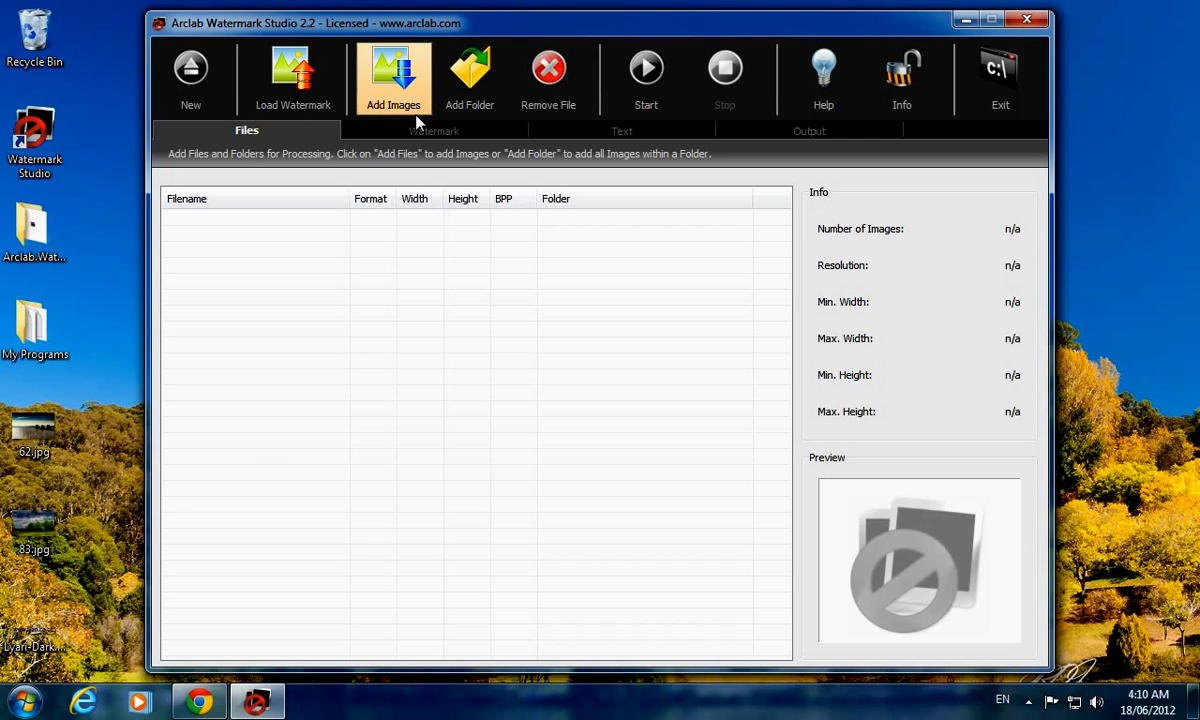 Recycle Bin
Watermark
Studio
Arclab.Wat...
My Programs
62.jpg
83.jpg
Lyari-Dark....
Arclab Watermark Studio 2.2 - Licensed - www.arclab.com
New
Load Watermark
Add Images
Add Folder
Remove File
Start
Stop
Help
Info
C:\
Exit
Files
Watermark
Text
Output
Add Files and Folders for Processing. Click on "Add Files" to add Images or "Add Folder" to add all Images within a Folder.
Filename Format Width Height BPP Folder
Info
Number of Images: n/a
Resolution: n/a
Min. Width: n/a
Max. Width: n/a
Min. Height: n/a
Max. Height: n/a
Preview
EN
4:10 AM
18/06/2012